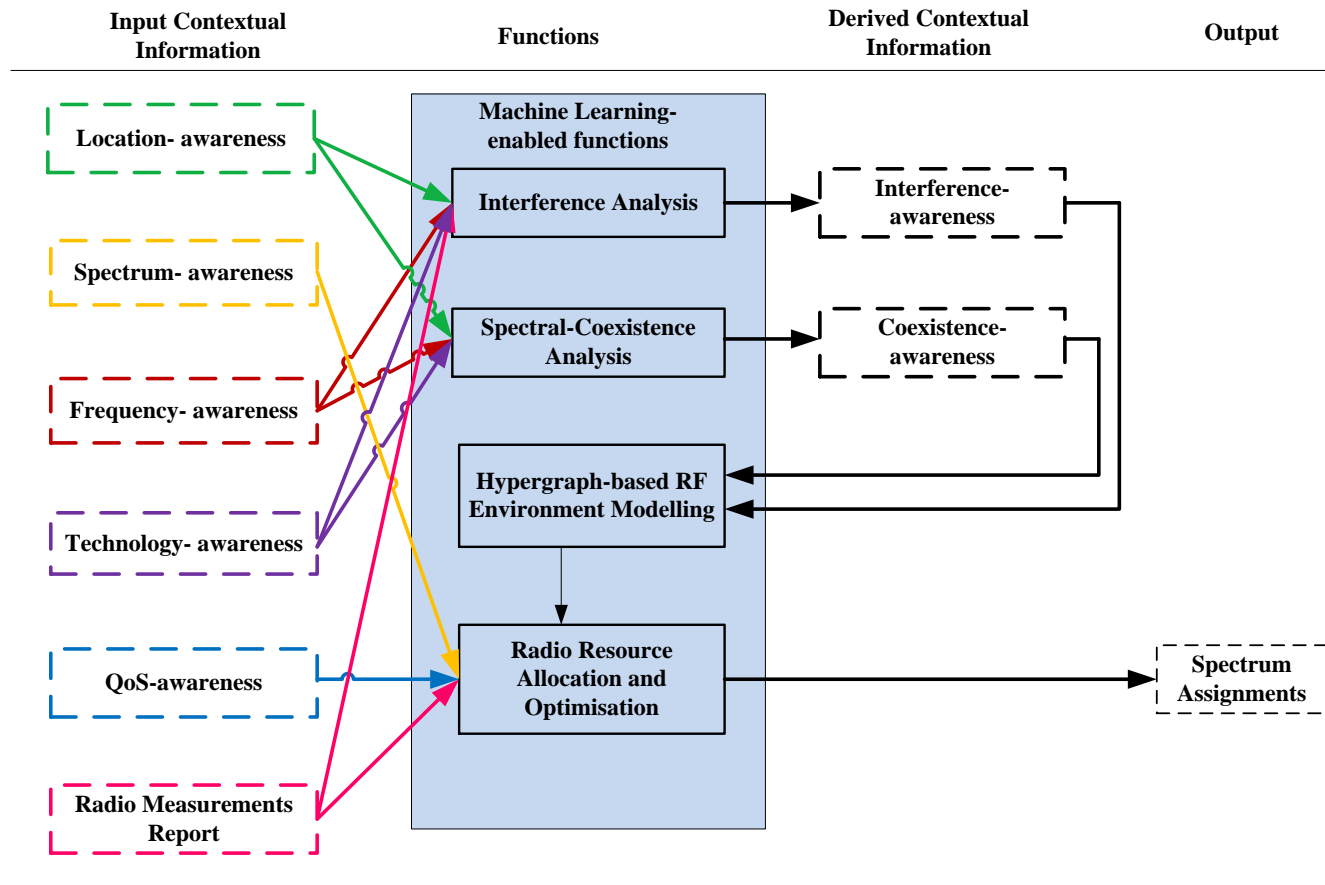 Input Contextual
Information
Functions
Derived Contextual
Information
Output
Location- awareness
Spectrum- awareness
Frequency- awareness
Technology- awareness
QoS-awareness
Radio Measurements
Report
Machine Learning-
enabled functions
Interference Analysis
Spectral-Coexistence
Analysis
Hypergraph-based RF
Environment Modelling
Radio Resource
Allocation and
Optimisation
Interference-
awareness
Coexistence-
awareness
Spectrum
Assignments